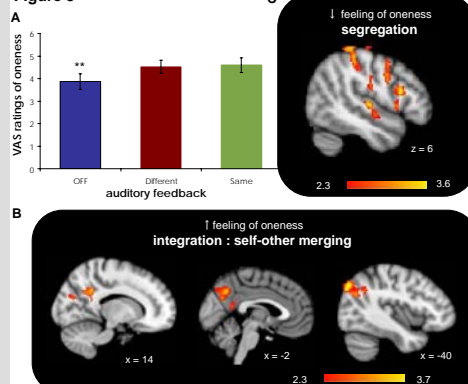 A
VAS ratings of oneness
6
5
4
3
2
1
0
**
OFF
Different
Same
auditory feedback
↓ feeling of oneness
segregation
z = 6
2.3
3.6
B
↑ feeling of oneness
integration : self-other merging
x = 14
x = -2
x = -40
2.3
3.7